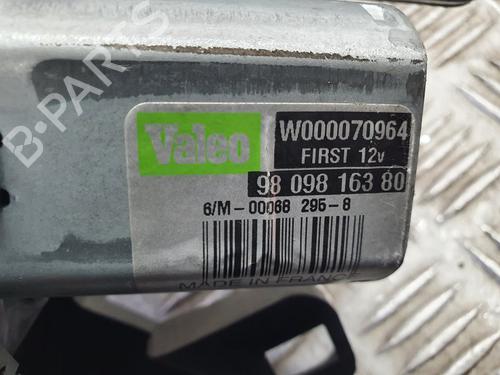 B-PARTS
Valeo
W000070964
FIRST 12v
98 098 163 80
6/M-00068 295-8
MADE IN FRANCE